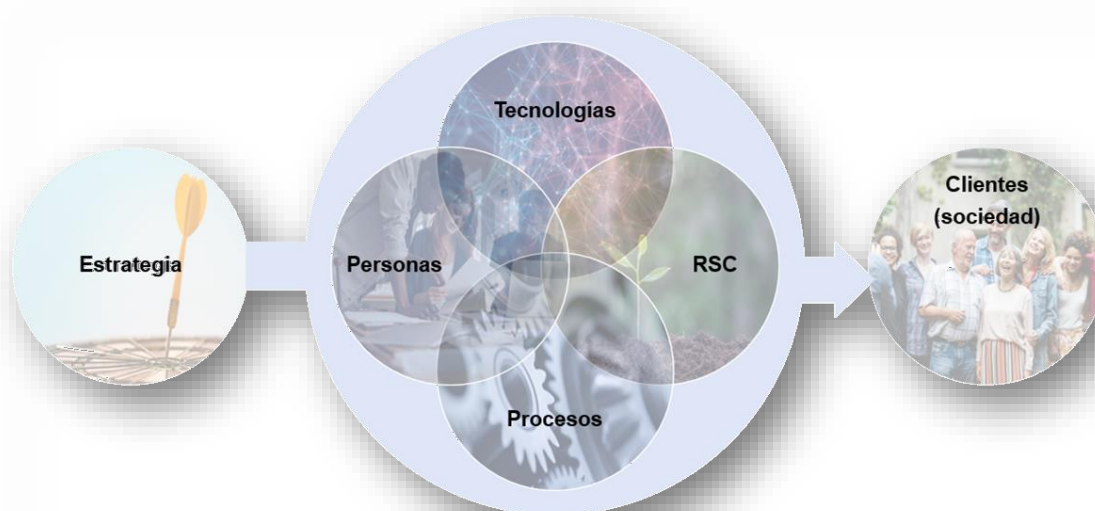 Tecnologías
Estrategia
Personas
RSC
Clientes
(sociedad)
Procesos